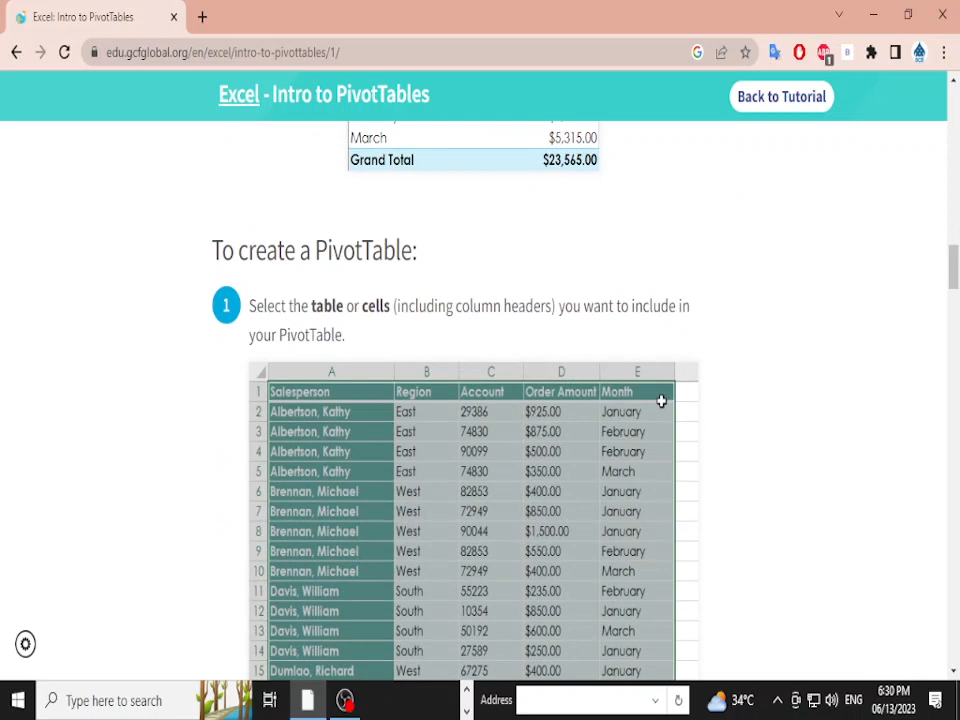 Excel: Intro to PivotTables
edu.gcfglobal.org/en/excel/intro-to-pivottables/1/
Excel - Intro to PivotTables
Back to Tutorial
March $5,315.00
Grand Total $23,565.00
To create a PivotTable:
1 Select the table or cells (including column headers) you want to include in
your PivotTable.
A B C D E
1 Salesperson Region Account Order Amount Month
2 Albertson, Kathy East 29386 $925.00 January
3 Albertson, Kathy East 74830 $875.00 February
4 Albertson, Kathy East 90099 $500.00 February
5 Albertson, Kathy East 74830 $350.00 March
6 Brennan, Michael West 82853 $400.00 January
7 Brennan, Michael West 72949 $850.00 January
8 Brennan, Michael West 90044 $1,500.00 January
9 Brennan, Michael West 82853 $550.00 February
10 Brennan, Michael West 72949 $400.00 March
11 Davis, William South 55223 $235.00 February
12 Davis, William South 10354 $850.00 January
13 Davis, William South 50192 $600.00 March
14 Davis, William South 27589 $250.00 January
15 Dumlao, Richard West 67275 $400.00 January
Type here to search
Address
34°C
ENG
6:30 PM
06/13/2023